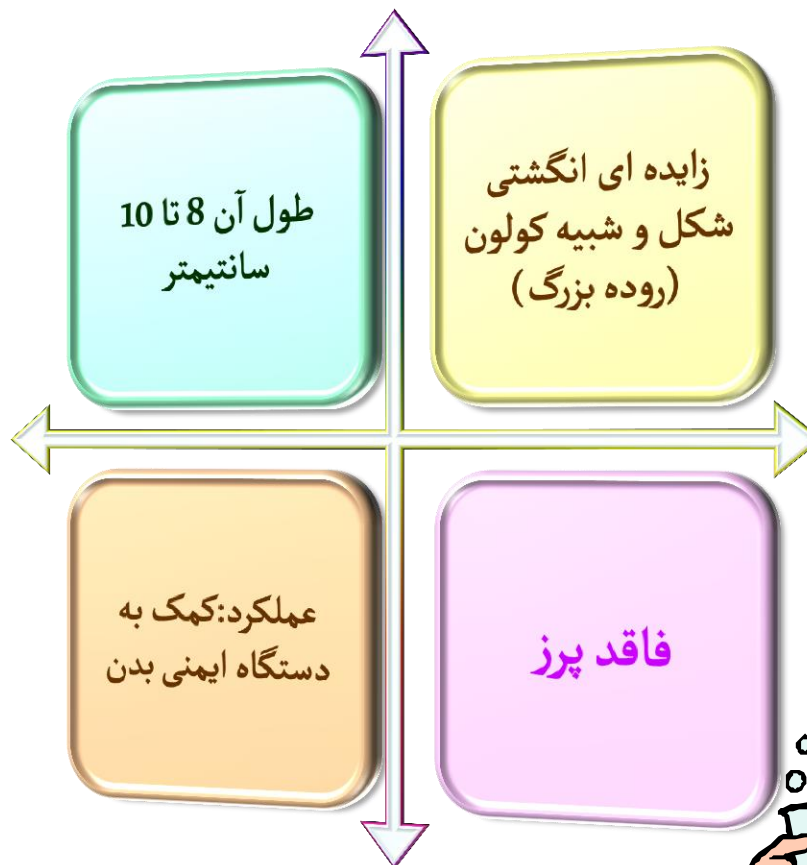 زایده ای انگشتی
شکل و شبیه کولون
(روده بزرگ)
طول آن 8 تا 10
سانتیمتر
فاقد پرز
عملکرد:کمک به
دستگاه ایمنی بدن